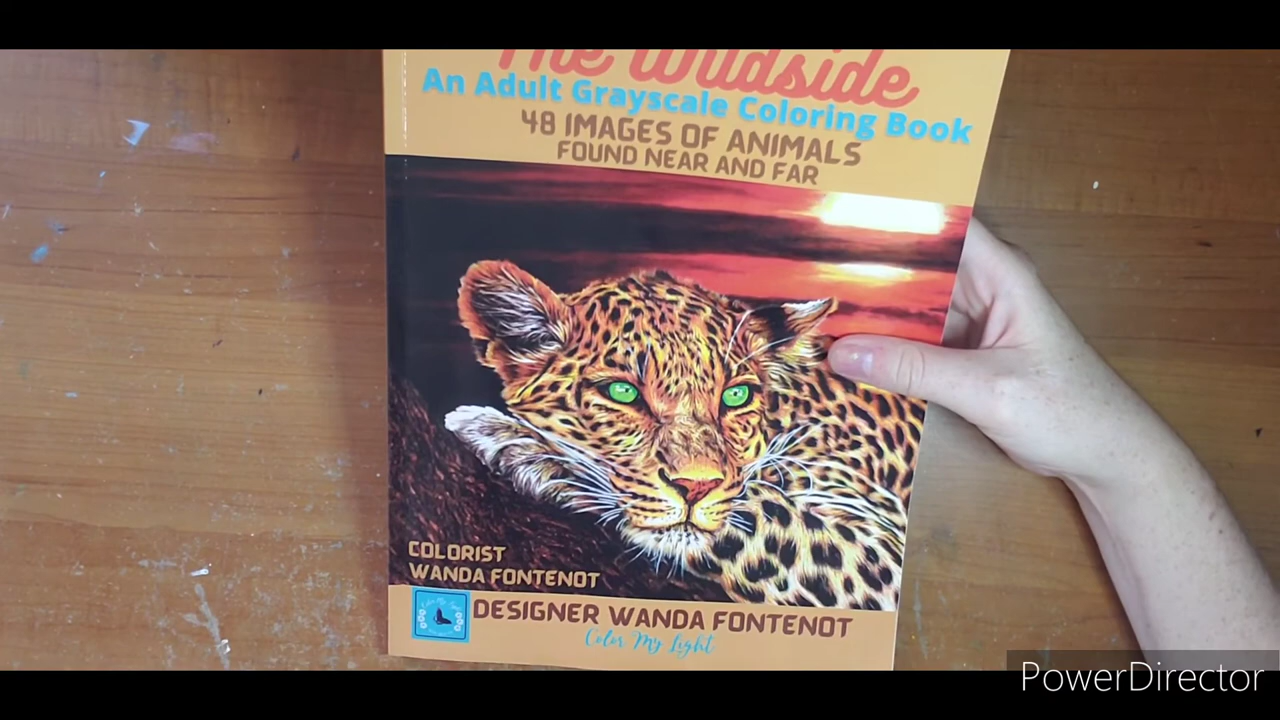 The Wildside
An Adult Grayscale Coloring Book
48 IMAGES OF ANIMALS
FOUND NEAR AND FAR
COLORIST
WANDA FONTENOT
DESIGNER WANDA FONTENOT
Color My Light
PowerDirector